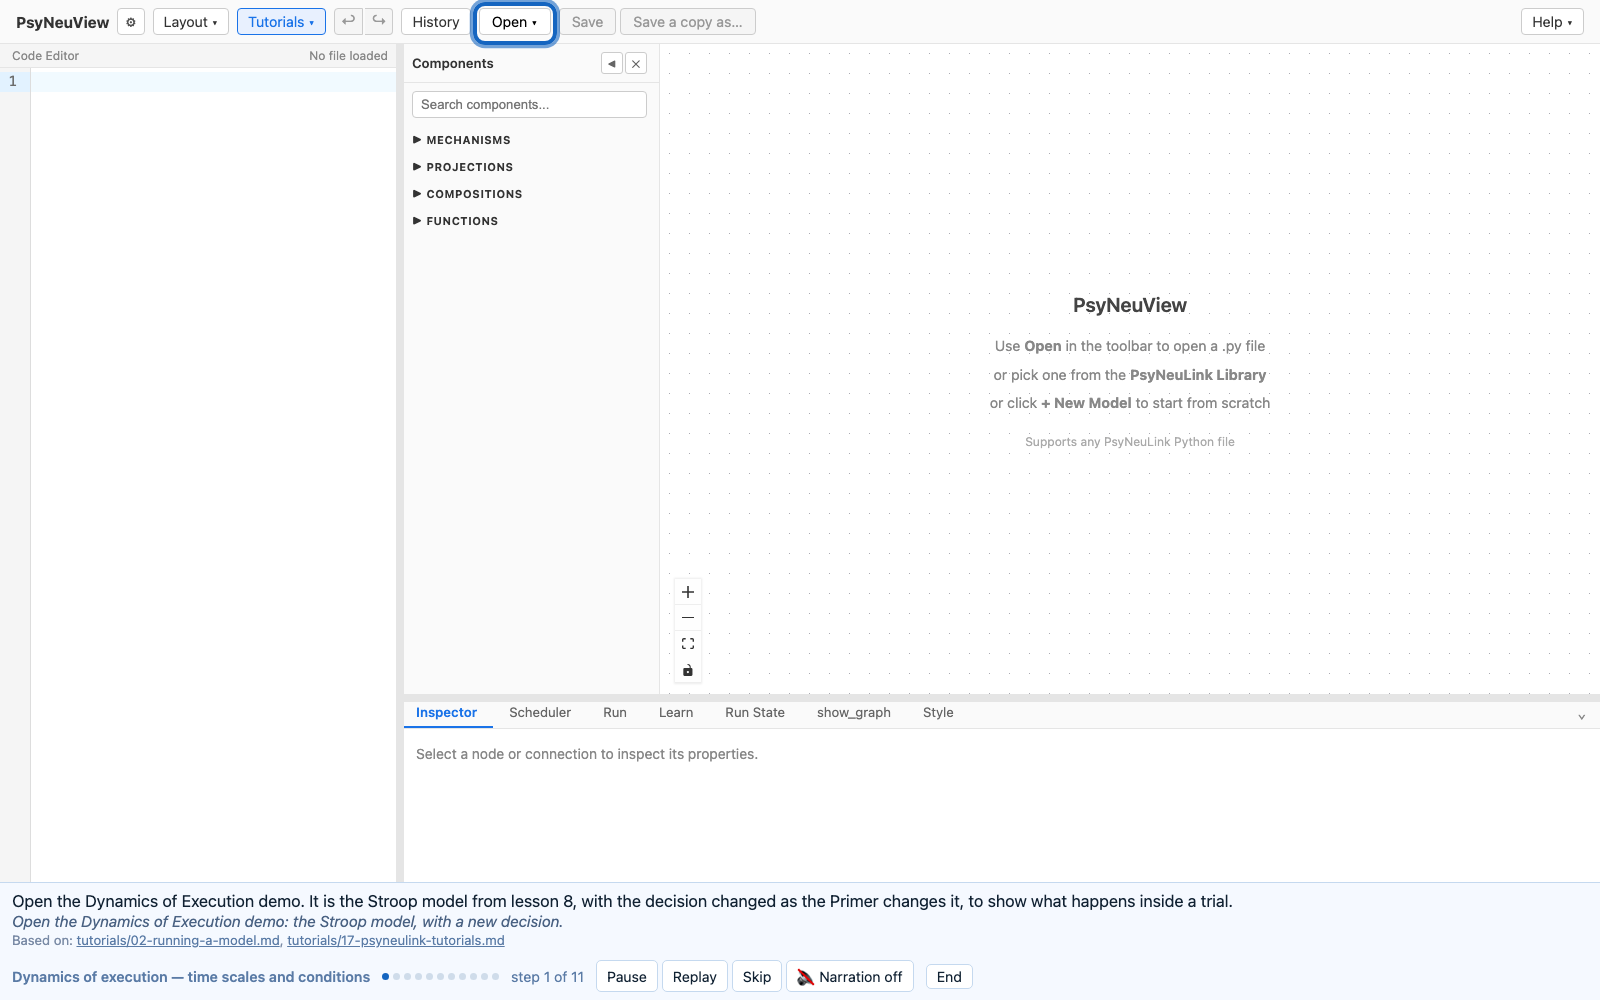 PsyNeuView ⚙ Layout ▾ Tutorials ▾ ↩ ↪ History Open ▾ Save Save a copy as... Help ▾
Code Editor No file loaded
1
Components ◀ ✕
Search components...
▶ MECHANISMS
▶ PROJECTIONS
▶ COMPOSITIONS
▶ FUNCTIONS
PsyNeuView
Use Open in the toolbar to open a .py file
or pick one from the PsyNeuLink Library
or click + New Model to start from scratch
Supports any PsyNeuLink Python file
Inspector Scheduler Run Learn Run State show_graph Style
Select a node or connection to inspect its properties.
Open the Dynamics of Execution demo. It is the Stroop model from lesson 8, with the decision changed as the Primer changes it, to show what happens inside a trial.
Open the Dynamics of Execution demo: the Stroop model, with a new decision.
Based on: tutorials/02-running-a-model.md, tutorials/17-psyneulink-tutorials.md
Dynamics of execution — time scales and conditions step 1 of 11 Pause Replay Skip Narration off End